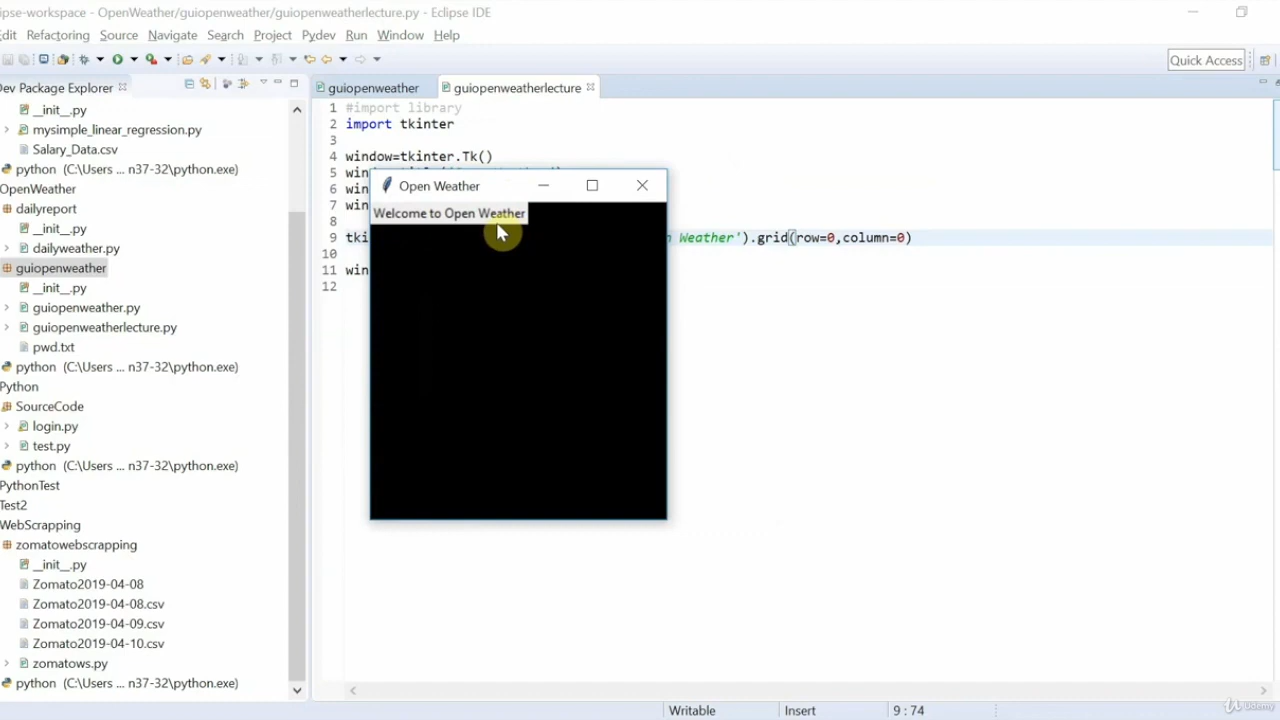 ipse-workspace - OpenWeather/guiopenweather/guiopenweatherlecture.py - Eclipse IDE
dit Refactoring Source Navigate Search Project Pydev Run Window Help
Quick Access
Dev Package Explorer
guiopenweather
guiopenweatherlecture
__init__.py
mysimple_linear_regression.py
Salary_Data.csv
python (C:\Users ... n37-32\python.exe)
OpenWeather
dailyreport
__init__.py
dailyweather.py
guiopenweather
__init__.py
guiopenweather.py
guiopenweatherlecture.py
pwd.txt
python (C:\Users ... n37-32\python.exe)
Python
SourceCode
login.py
test.py
python (C:\Users ... n37-32\python.exe)
PythonTest
Test2
WebScrapping
zomatowebscrapping
__init__.py
Zomato2019-04-08
Zomato2019-04-08.csv
Zomato2019-04-09.csv
Zomato2019-04-10.csv
zomatows.py
python (C:\Users ... n37-32\python.exe)
1 #import library
2 import tkinter
3
4 window=tkinter.Tk()
5 win
6 win
7 win
8
9 tki n Weather').grid(row=0,column=0)
10
11 win
12
Open Weather
Welcome to Open Weather
Writable Insert 9 : 74
Udemy